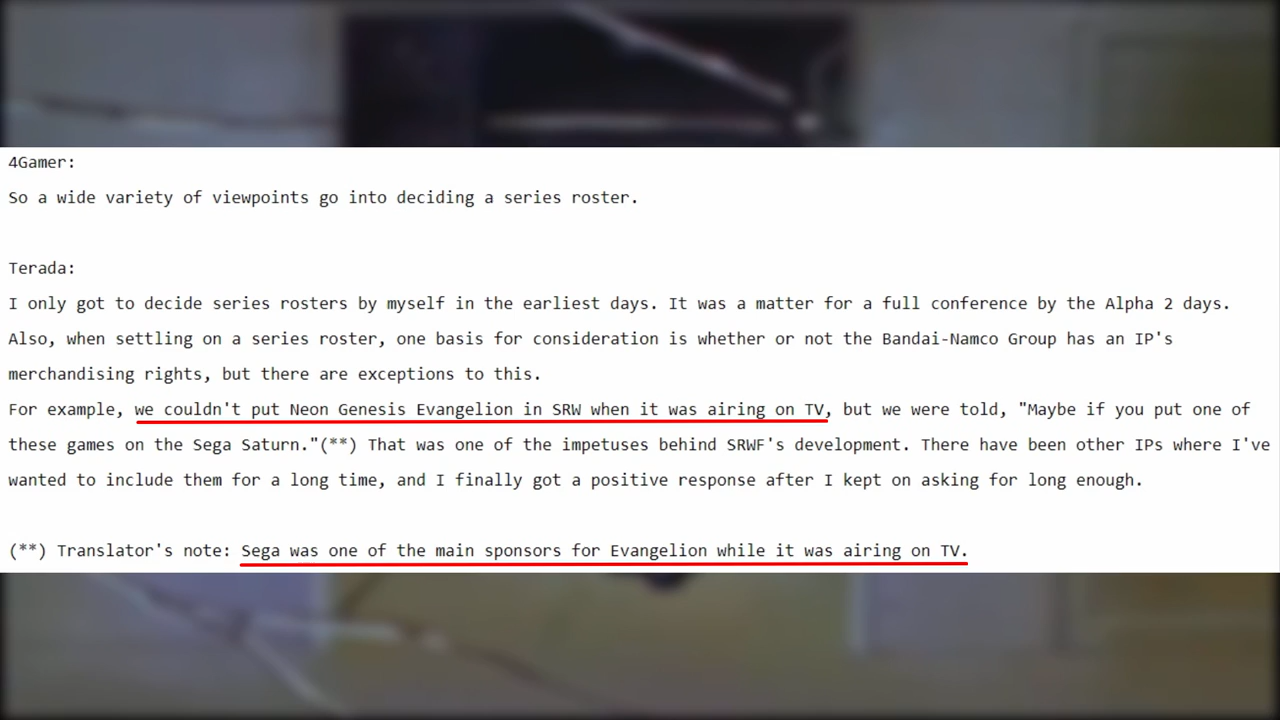 4Gamer:
So a wide variety of viewpoints go into deciding a series roster.
Terada:
I only got to decide series rosters by myself in the earliest days. It was a matter for a full conference by the Alpha 2 days.
Also, when settling on a series roster, one basis for consideration is whether or not the Bandai-Namco Group has an IP's
merchandising rights, but there are exceptions to this.
For example, we couldn't put Neon Genesis Evangelion in SRW when it was airing on TV, but we were told, "Maybe if you put one of
these games on the Sega Saturn."(**) That was one of the impetuses behind SRWF's development. There have been other IPs where I've
wanted to include them for a long time, and I finally got a positive response after I kept on asking for long enough.
(**) Translator's note: Sega was one of the main sponsors for Evangelion while it was airing on TV.